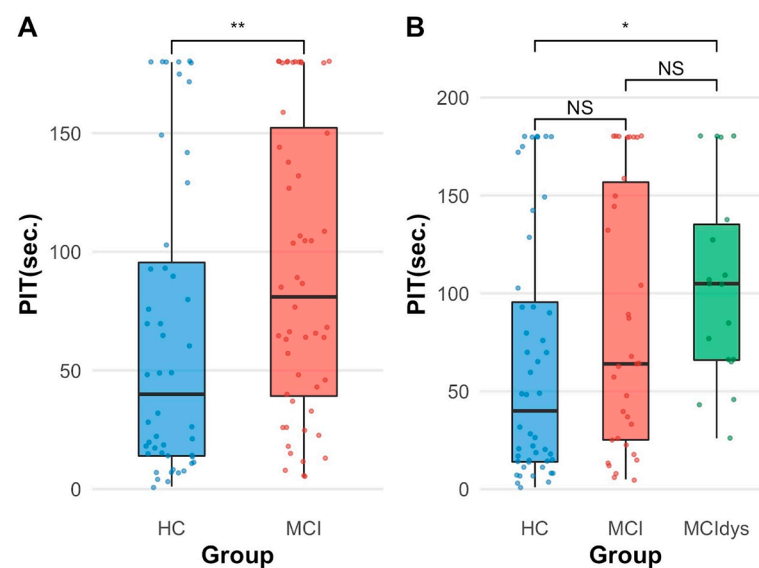 A
**
PIT(sec.)
150
100
50
0
HC MCI
Group
B
*
NS
NS
PIT(sec.)
200
150
100
50
0
HC MCI MCIdys
Group